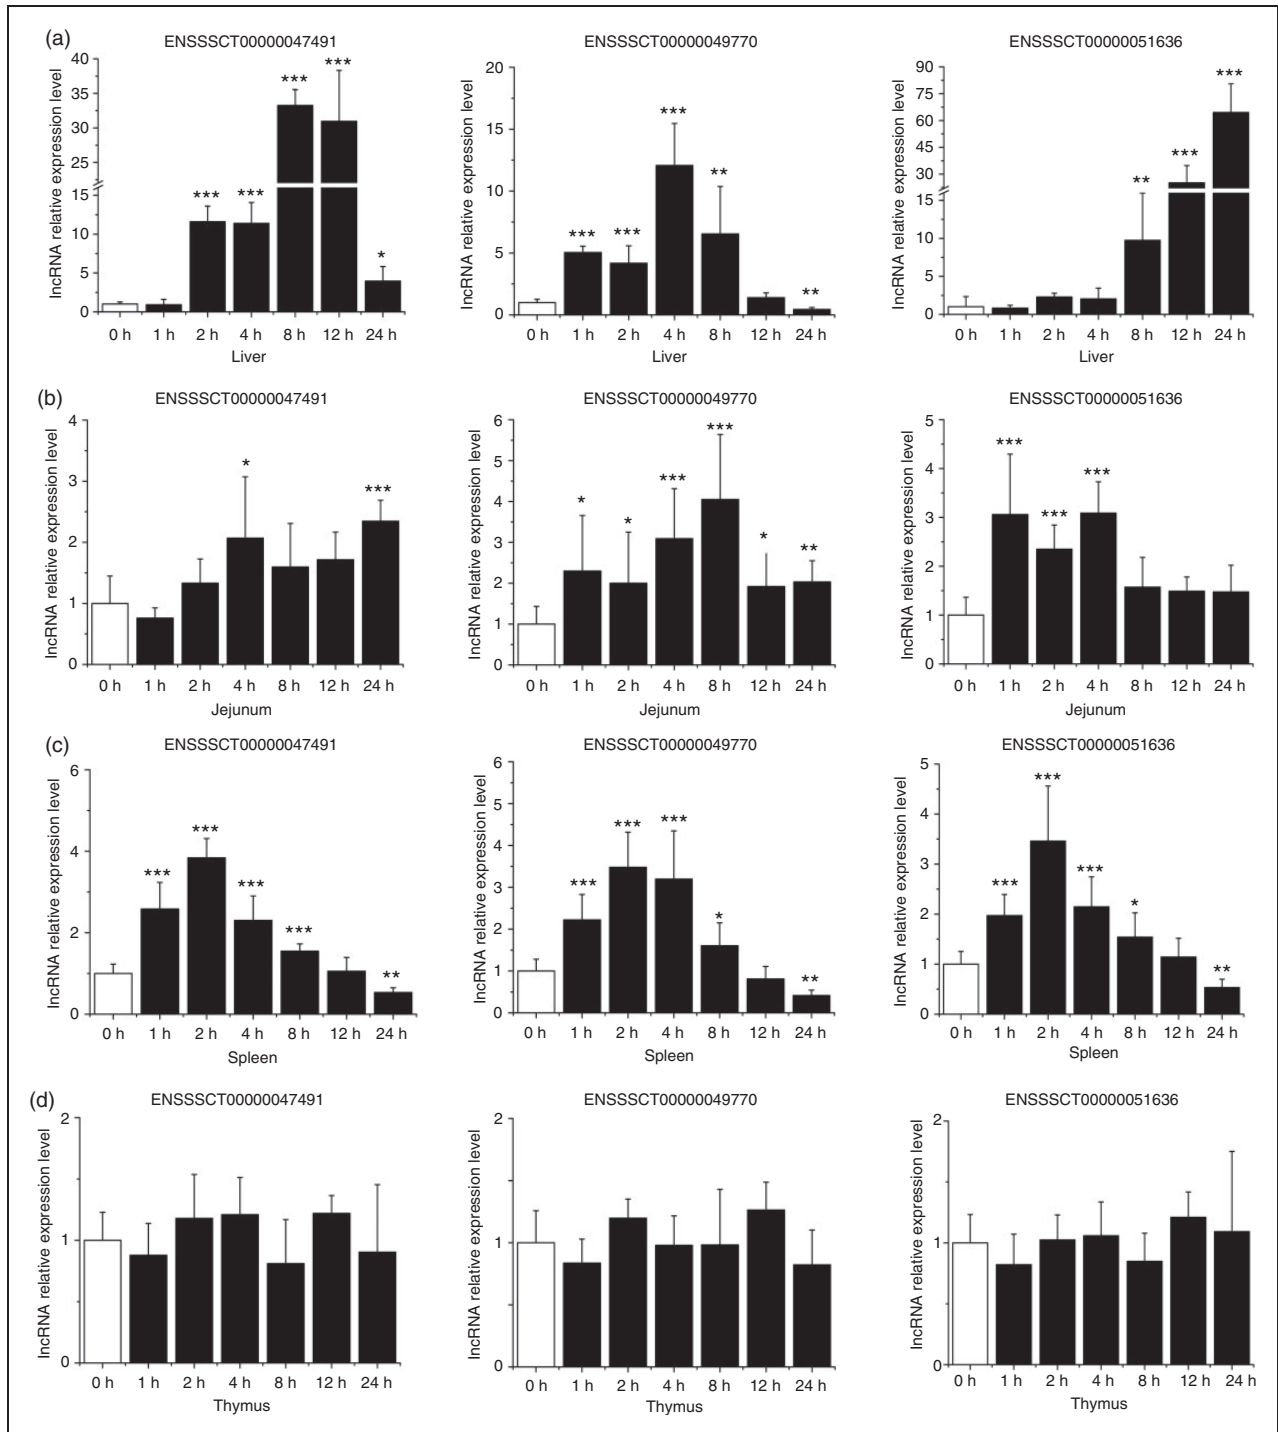 (a)
ENSSSCT00000047491
lncRNA relative expression level
40
35
30
25
15
10
5
0
***
***
***
***
*
0 h 1 h 2 h 4 h 8 h 12 h 24 h
Liver
ENSSSCT00000049770
lncRNA relative expression level
20
15
10
5
0
***
***
***
**
**
0 h 1 h 2 h 4 h 8 h 12 h 24 h
Liver
ENSSSCT00000051636
lncRNA relative expression level
90
75
60
45
30
15
10
5
0
**
***
***
0 h 1 h 2 h 4 h 8 h 12 h 24 h
Liver
(b)
ENSSSCT00000047491
lncRNA relative expression level
4
3
2
1
0
*
***
0 h 1 h 2 h 4 h 8 h 12 h 24 h
Jejunum
ENSSSCT00000049770
lncRNA relative expression level
6
5
4
3
2
1
0
*
*
***
***
*
**
0 h 1 h 2 h 4 h 8 h 12 h 24 h
Jejunum
ENSSSCT00000051636
lncRNA relative expression level
5
4
3
2
1
0
***
***
***
0 h 1 h 2 h 4 h 8 h 12 h 24 h
Jejunum
(c)
ENSSSCT00000047491
lncRNA relative expression level
6
4
2
0
***
***
***
***
**
0 h 1 h 2 h 4 h 8 h 12 h 24 h
Spleen
ENSSSCT00000049770
lncRNA relative expression level
6
5
4
3
2
1
0
***
***
***
*
**
0 h 1 h 2 h 4 h 8 h 12 h 24 h
Spleen
ENSSSCT00000051636
lncRNA relative expression level
5
4
3
2
1
0
***
***
***
*
**
0 h 1 h 2 h 4 h 8 h 12 h 24 h
Spleen
(d)
ENSSSCT00000047491
lncRNA relative expression level
2
1
0
0 h 1 h 2 h 4 h 8 h 12 h 24 h
Thymus
ENSSSCT00000049770
lncRNA relative expression level
2
1
0
0 h 1 h 2 h 4 h 8 h 12 h 24 h
Thymus
ENSSSCT00000051636
lncRNA relative expression level
2
1
0
0 h 1 h 2 h 4 h 8 h 12 h 24 h
Thymus